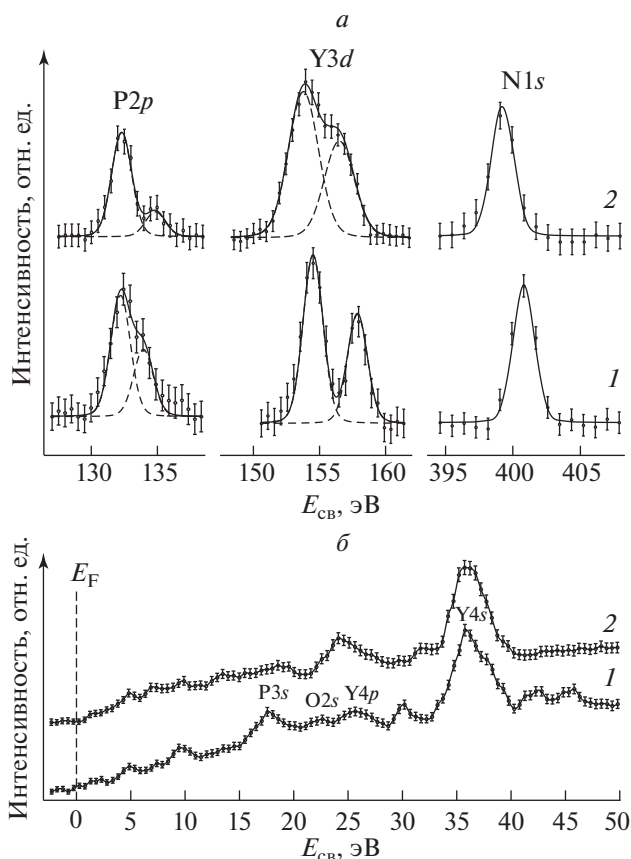 а
Интенсивность, отн. ед.
P2p
Y3d
N1s
2
1
130 135 150 155 160 395 400 405
Eсв, эВ
б
Интенсивность, отн. ед.
EF
2
1
Y4s
P3s
O2s
Y4p
0 5 10 15 20 25 30 35 40 45 50
Eсв, эВ